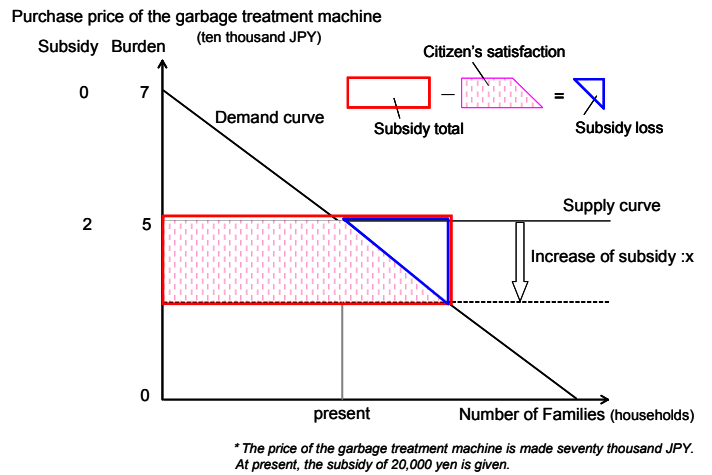 Purchase price of the garbage treatment machine
(ten thousand JPY)
Subsidy Burden
Citizen's satisfaction
0 7
Demand curve
− =
Subsidy total
Subsidy loss
Supply curve
2 5
Increase of subsidy :x
0
present
Number of Families (households)
* The price of the garbage treatment machine is made seventy thousand JPY.
At present, the subsidy of 20,000 yen is given.